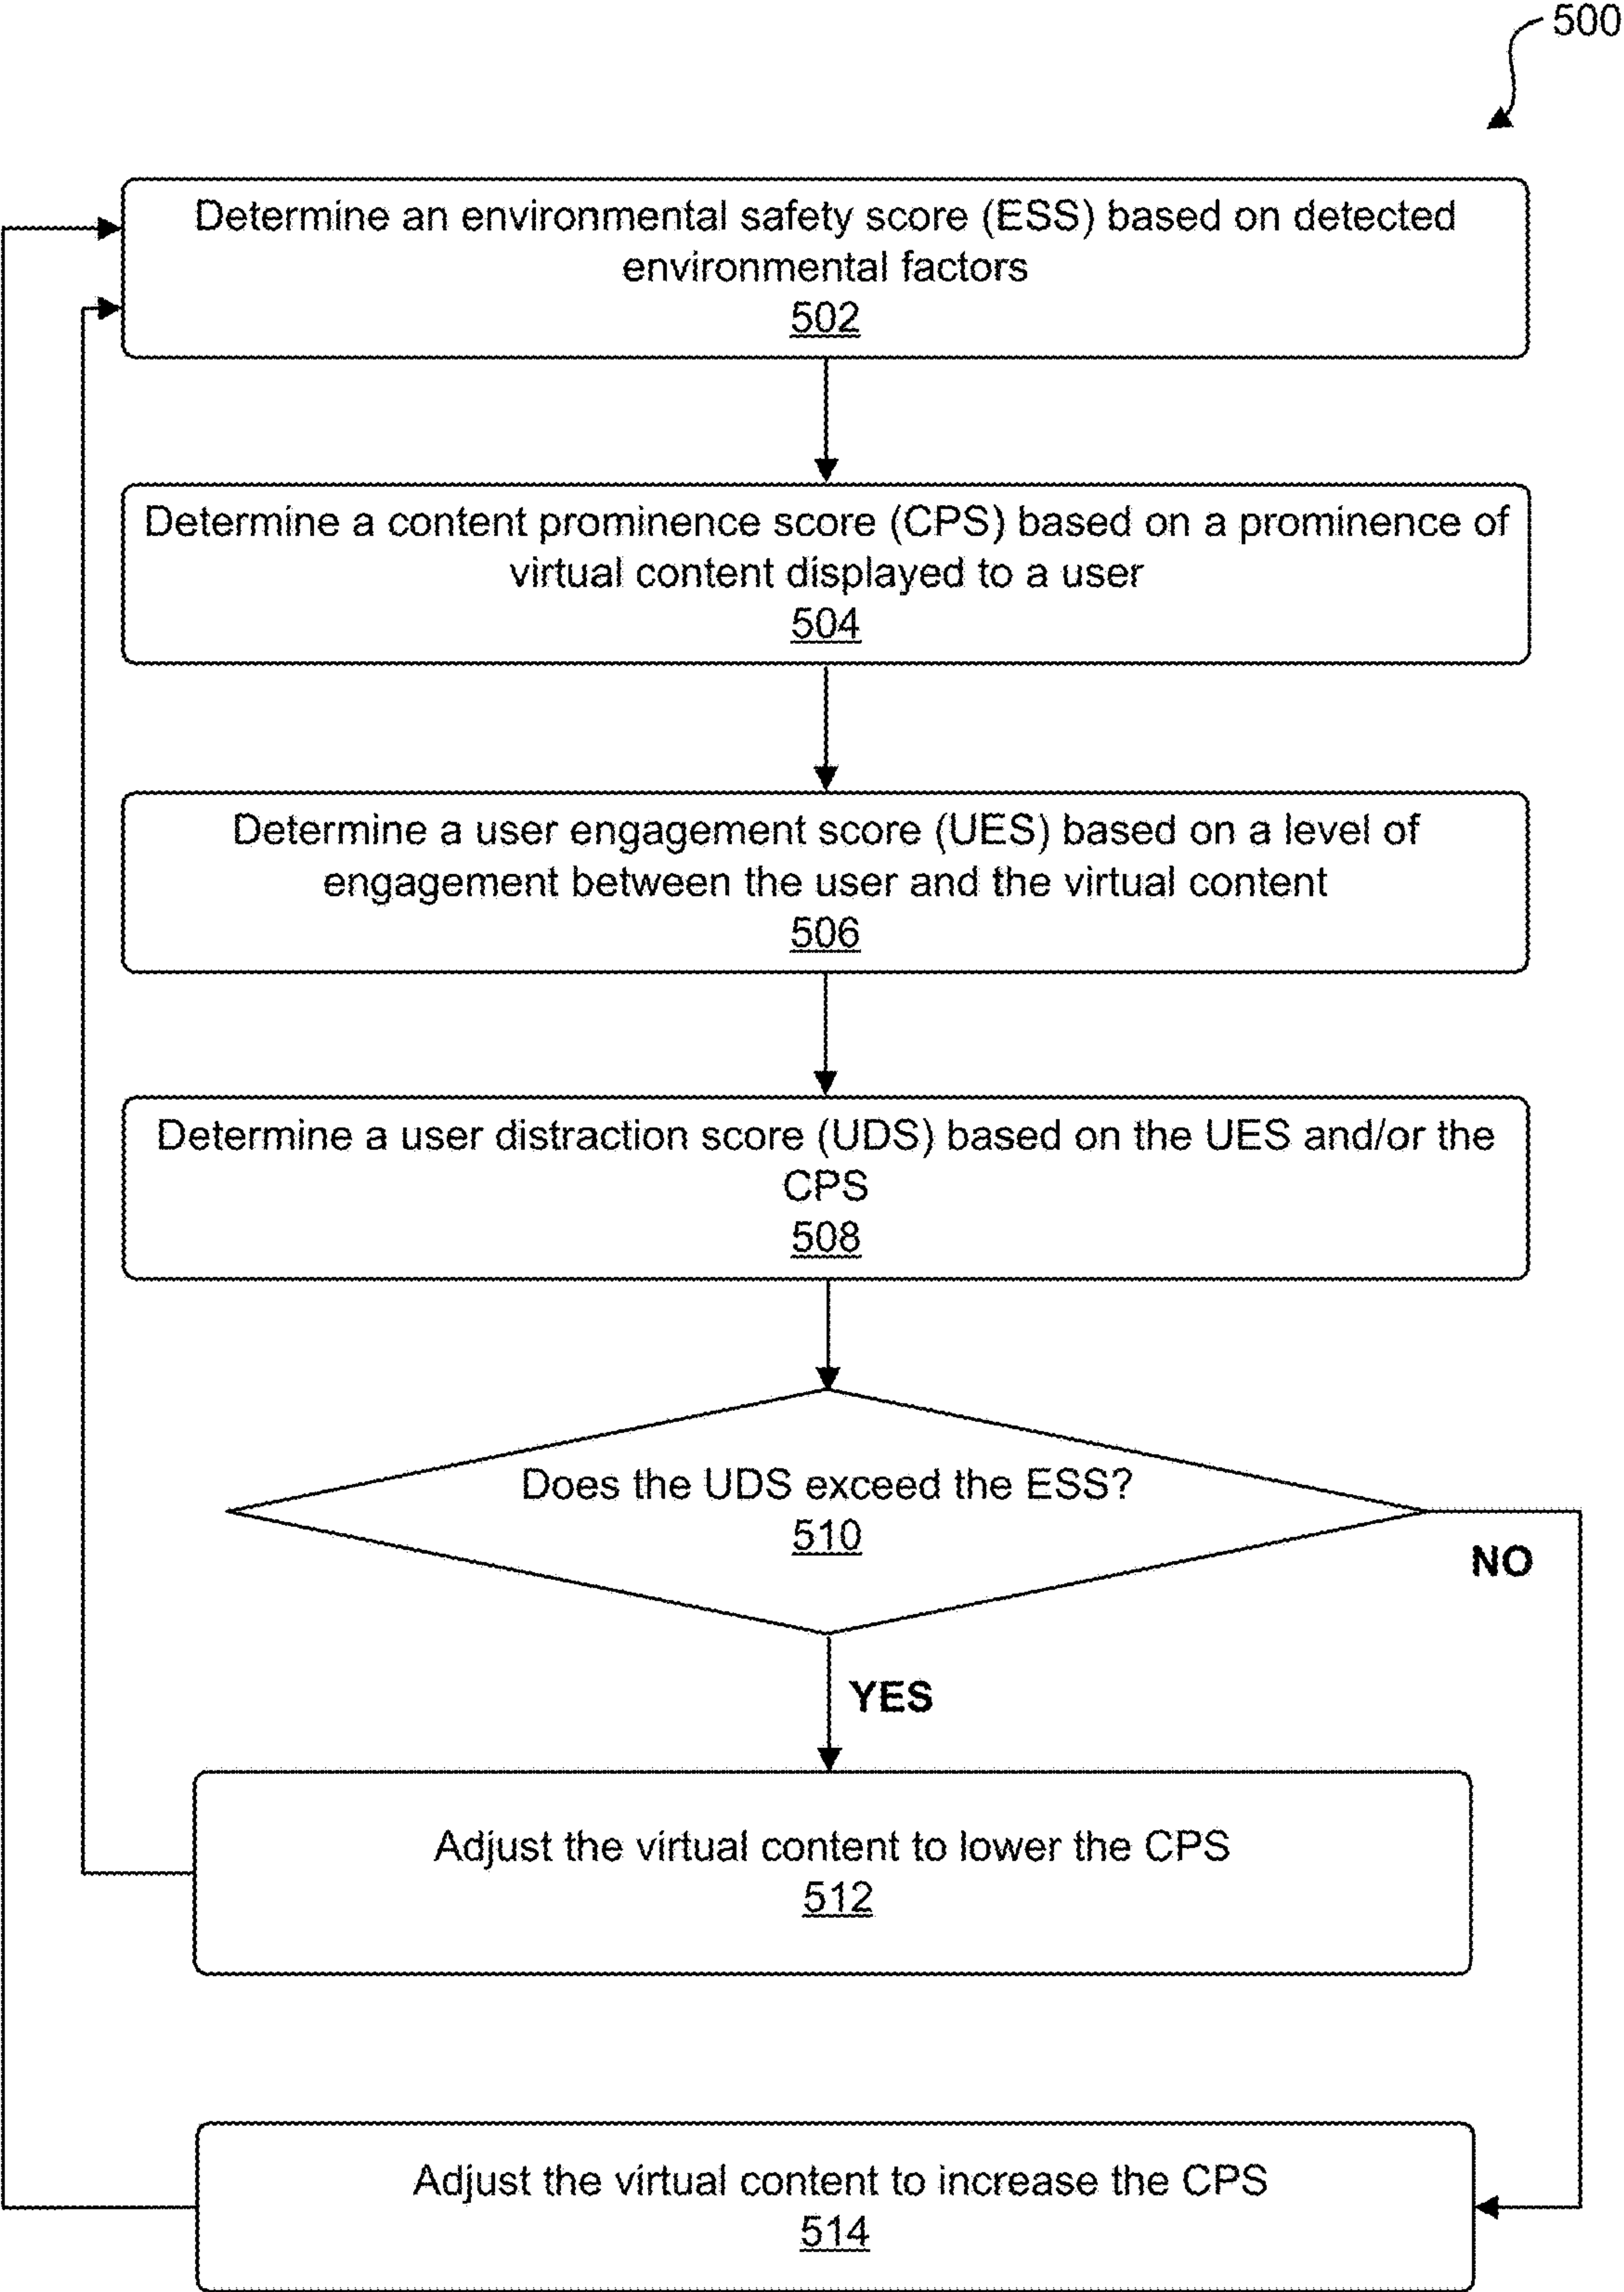 500
Determine an environmental safety score (ESS) based on detected
environmental factors
502
Determine a content prominence score (CPS) based on a prominence of
virtual content displayed to a user
504
Determine a user engagement score (UES) based on a level of
engagement between the user and the virtual content
506
Determine a user distraction score (UDS) based on the UES and/or the
CPS
508
Does the UDS exceed the ESS?
510
NO
YES
Adjust the virtual content to lower the CPS
512
Adjust the virtual content to increase the CPS
514